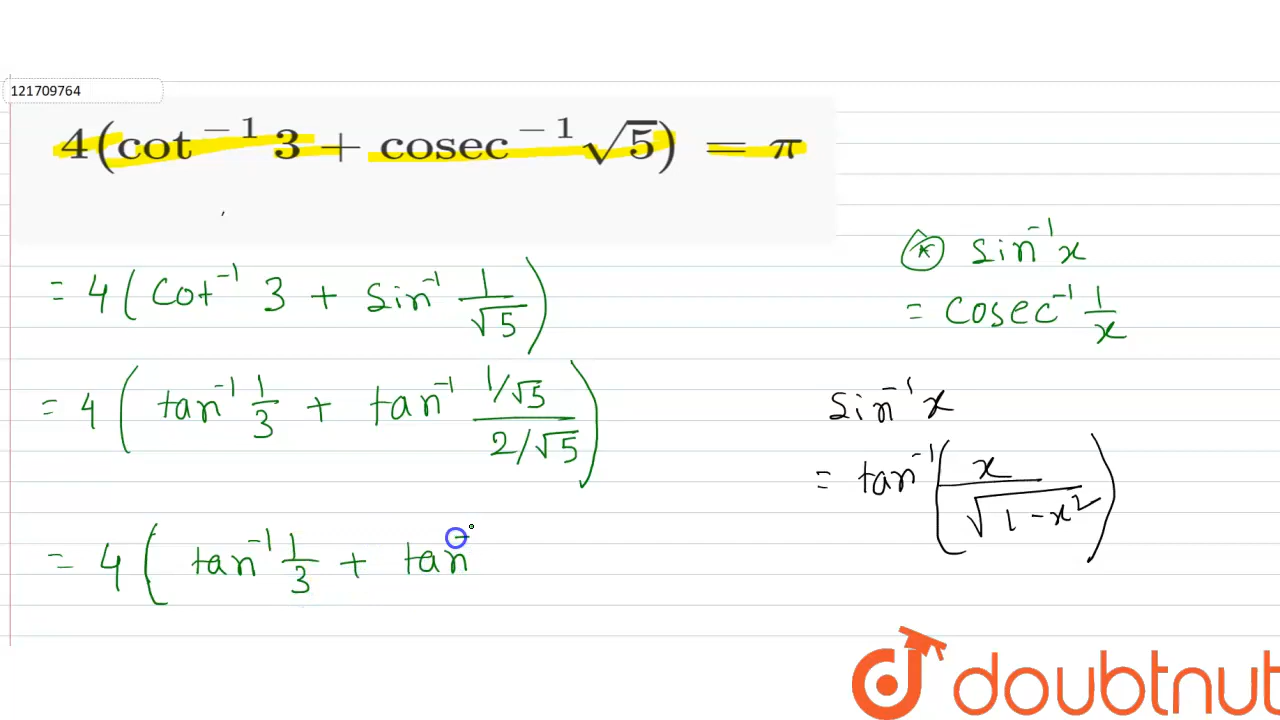 121709764
4(cot⁻¹ 3 + cosec⁻¹ √5) = π
= 4 ( Cot⁻¹ 3 + Sin⁻¹ 1/√5 )
= 4 ( tan⁻¹ 1/3 + tan⁻¹ (1/√5)/(2/√5) )
= 4 ( tan⁻¹ 1/3 + tan⁻
* Sin⁻¹ x
= Cosec⁻¹ 1/x
Sin⁻¹ x
= tan⁻¹ ( x/√(1-x²) )
doubtnut